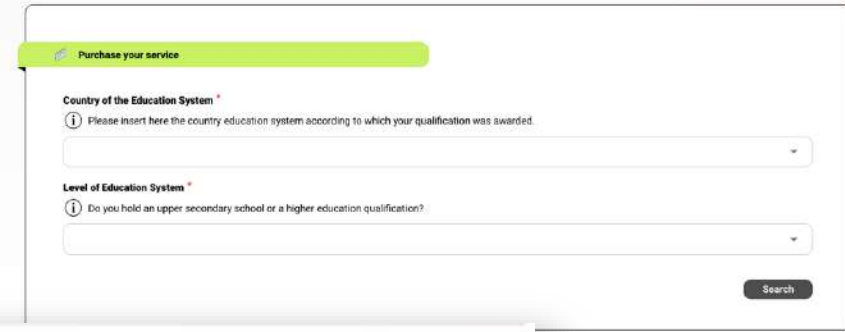 Purchase your service
Country of the Education System *
Please insert here the country education system according to which your qualification was awarded.
Level of Education System *
Do you hold an upper secondary school or a higher education qualification?
Search